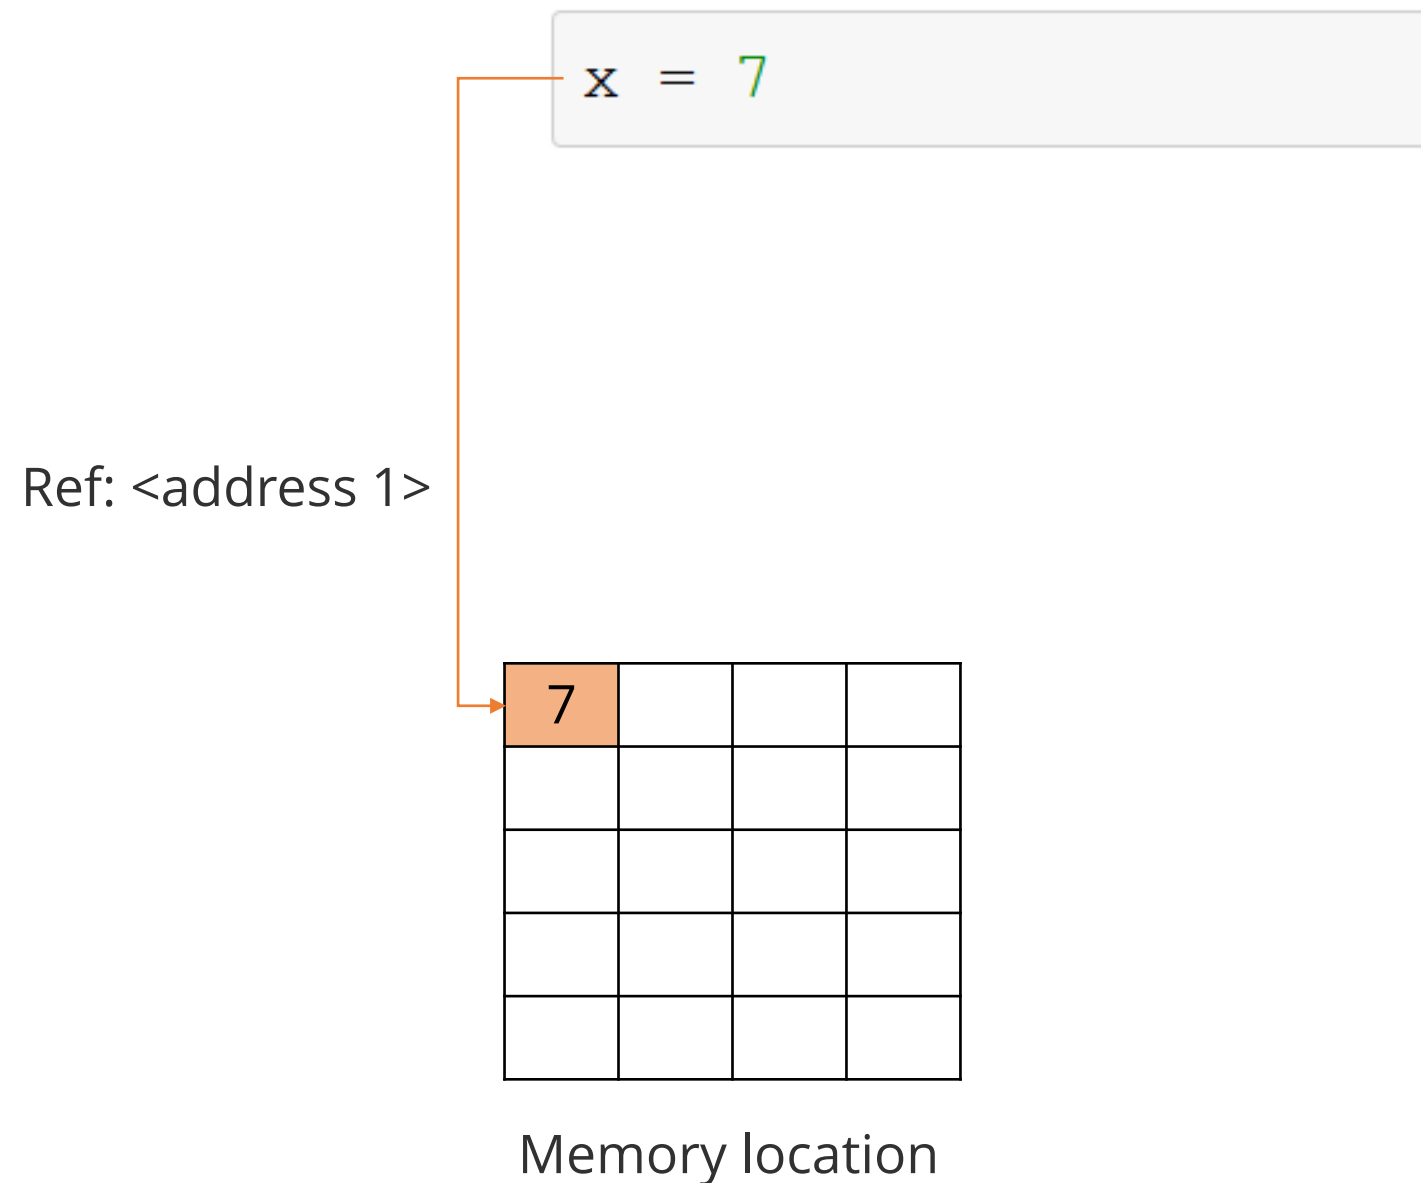 x = 7
Ref: <address 1>
7
Memory location